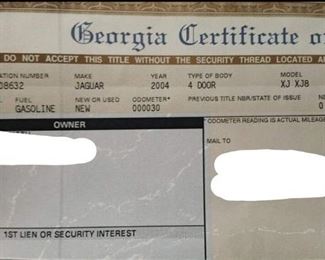 Georgia Certificate o
DO NOT ACCEPT THIS TITLE WITHOUT THE SECURITY THREAD LOCATED A
ATION NUMBER MAKE YEAR TYPE OF BODY MODEL
08632 JAGUAR 2004 4 DOOR XJ XJ8
FUEL NEW OR USED ODOMETER* PREVIOUS TITLE NBR/STATE OF ISSUE
GASOLINE NEW 000030 0
OWNER
*ODOMETER READING IS ACTUAL MILEAG
MAIL TO
1ST LIEN OR SECURITY INTEREST